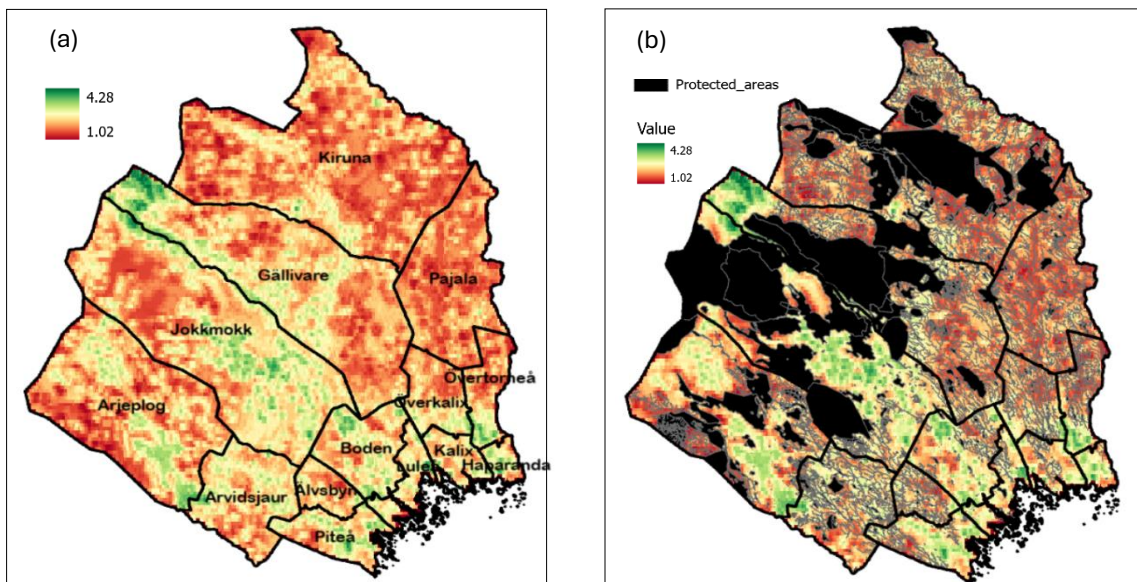 (a)
4.28
1.02
Kiruna
Gällivare
Pajala
Jokkmokk
Övertorneå
Överkalix
Arjeplog
Boden
Kalix
Luleå
Haparanda
Arvidsjaur
Älvsbyn
Piteå
(b)
Protected_areas
Value
4.28
1.02